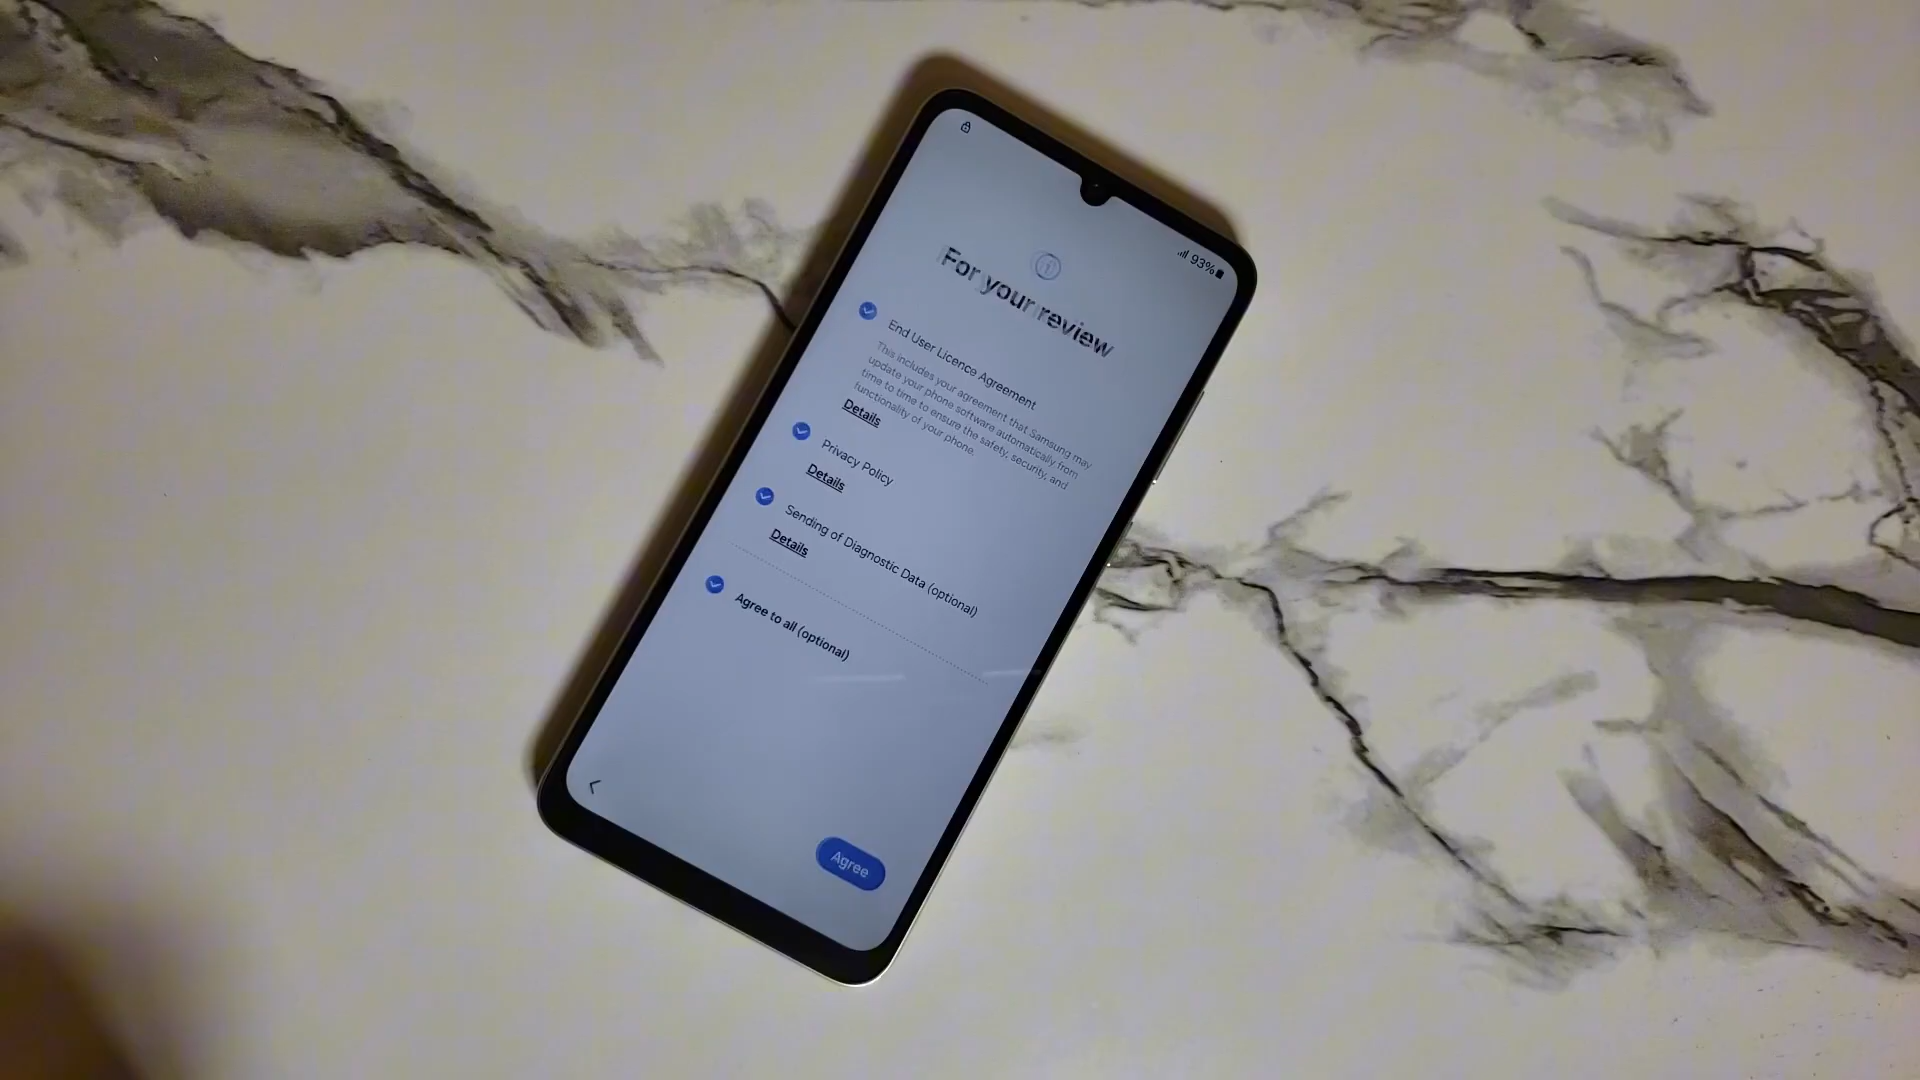 93%
For your review
End User Licence Agreement
This includes your agreement that Samsung may
update your phone software automatically from
time to time to ensure the safety, security, and
functionality of your phone.
Details
Privacy Policy
Details
Sending of Diagnostic Data (optional)
Details
Agree to all (optional)
Agree